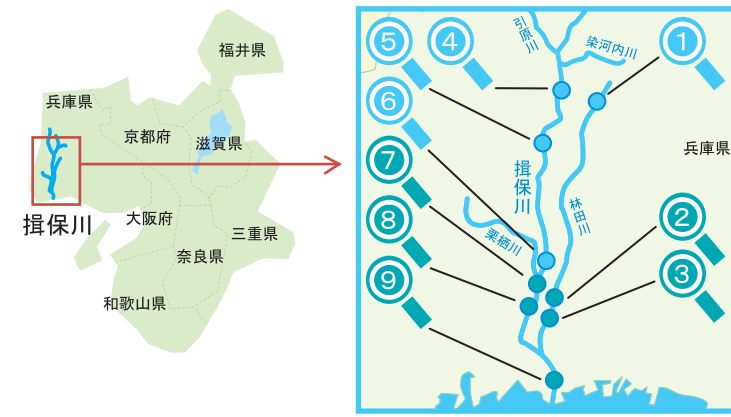 福井県
兵庫県
京都府
滋賀県
揖保川
大阪府
三重県
奈良県
和歌山県
引原川
染河内川
5
4
1
6
兵庫県
7
揖保川
林田川
8
栗栖川
2
9
3